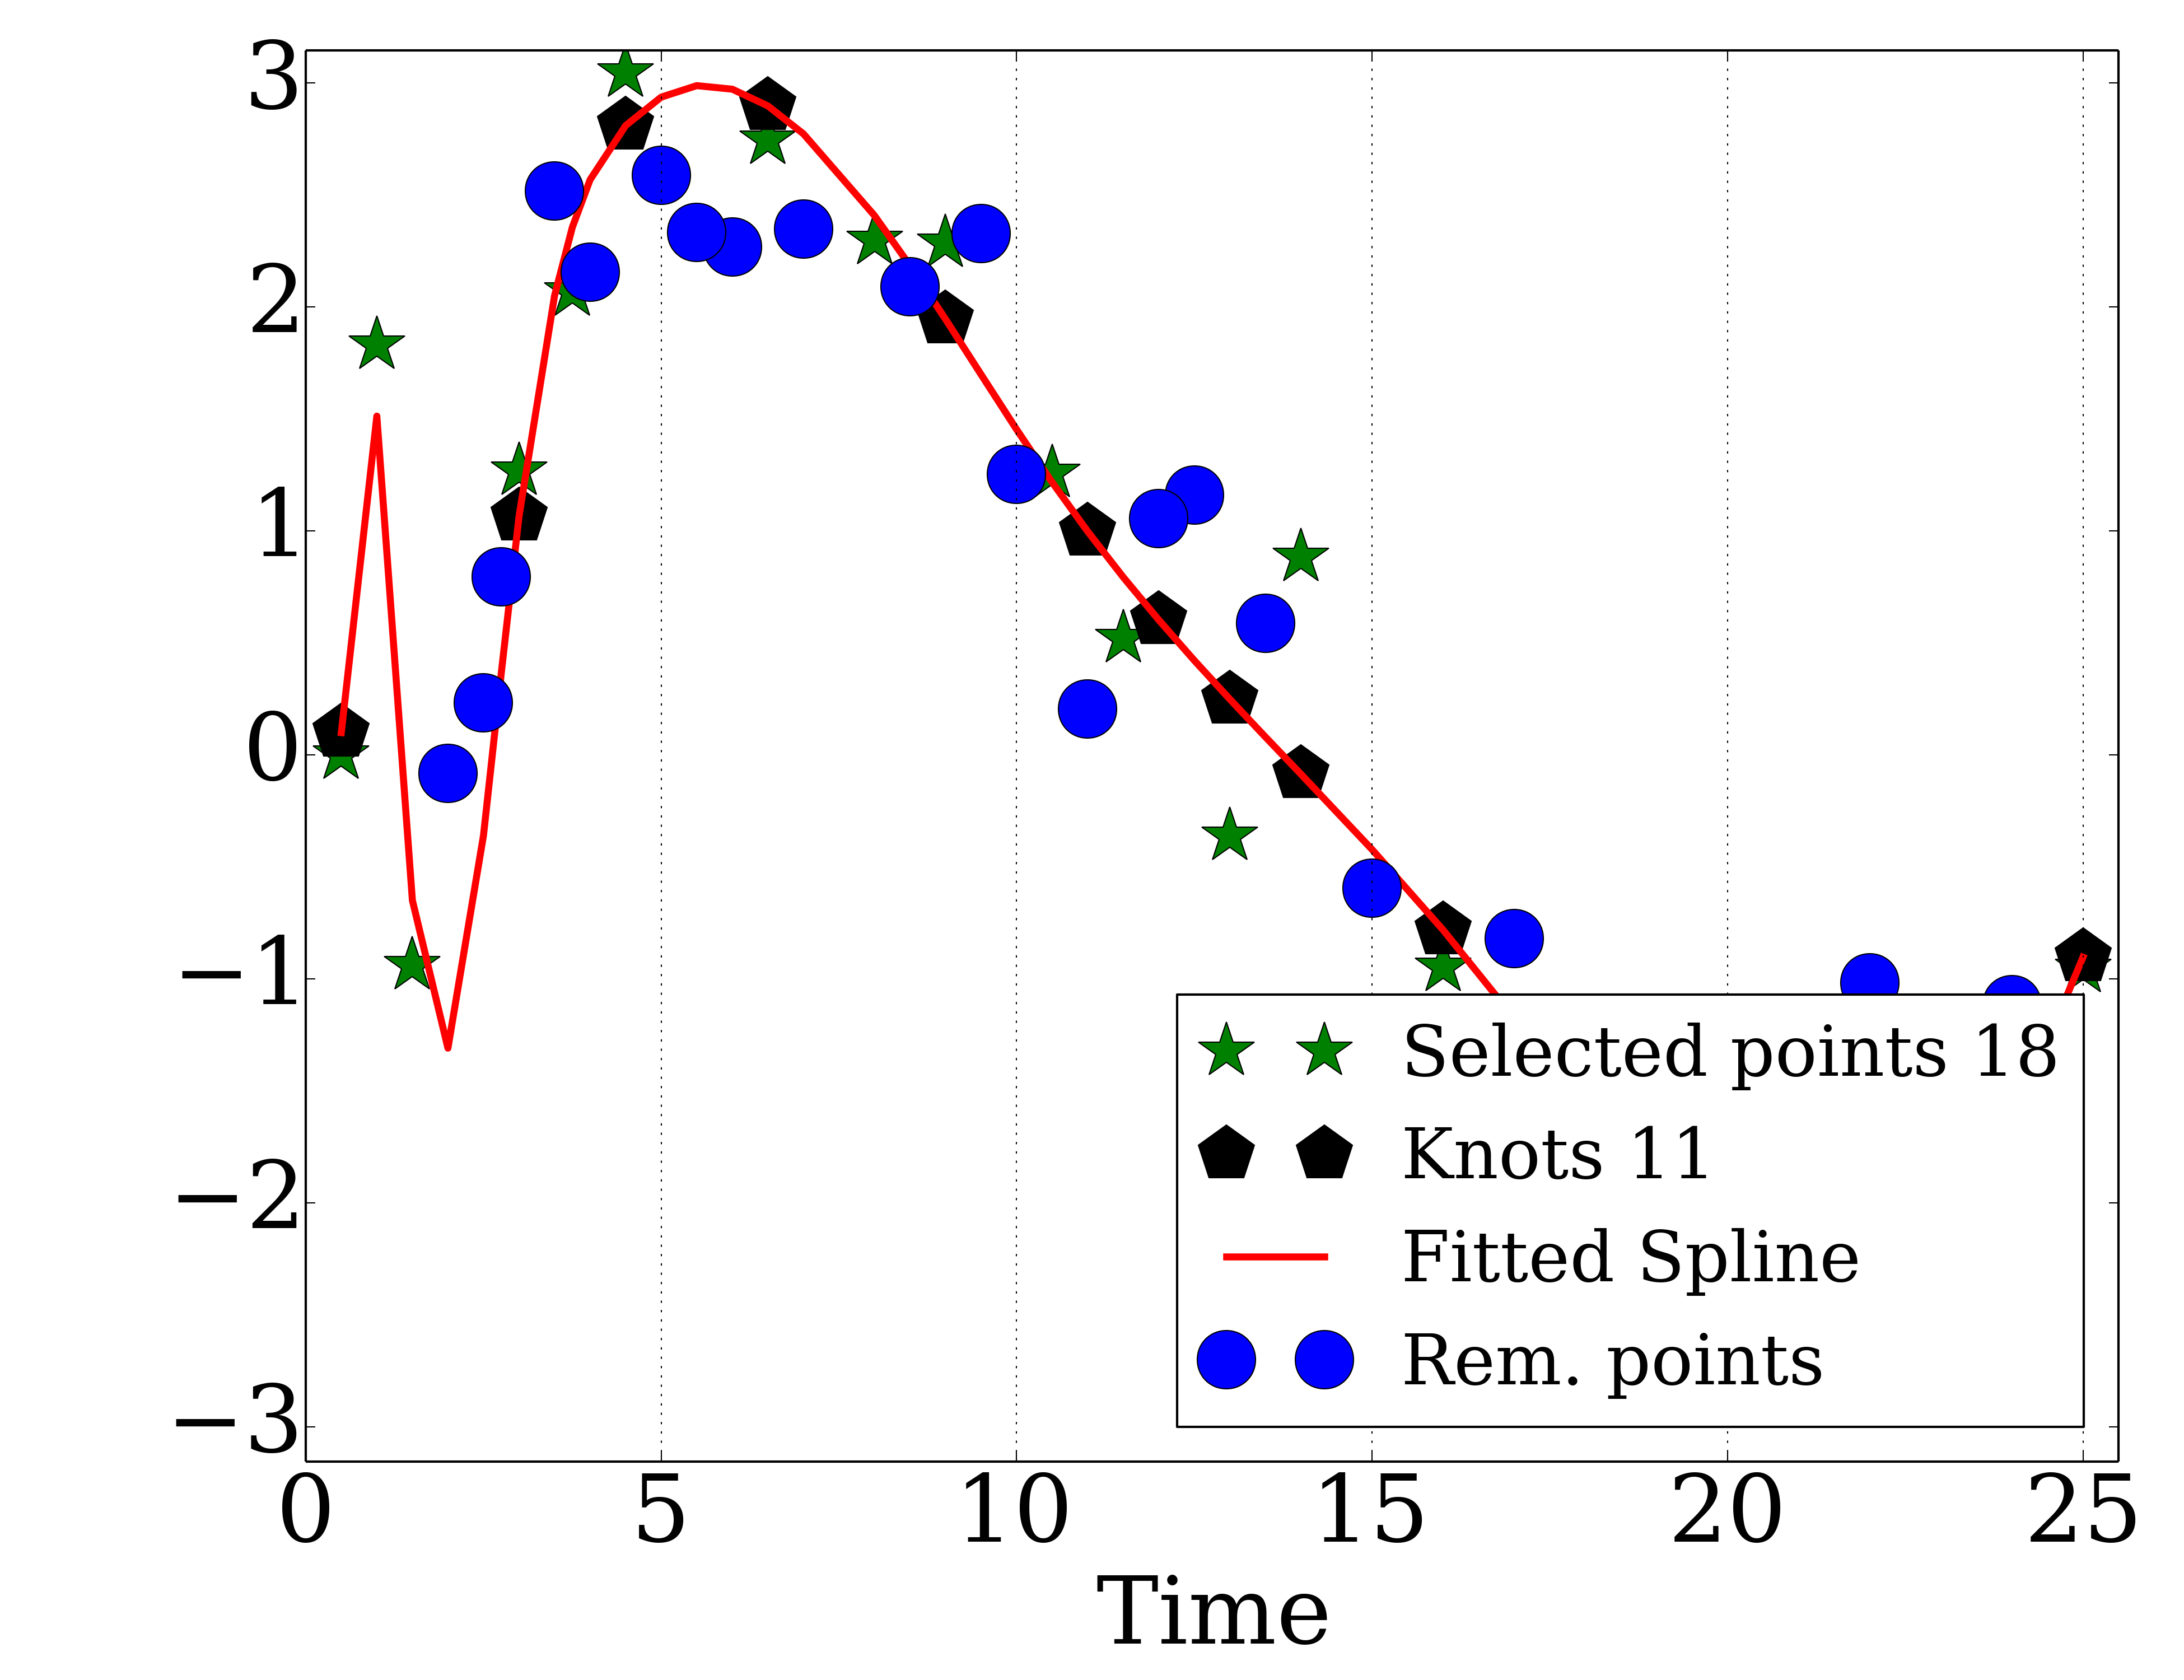 3
2
1
0
−1
−2
−3
Selected points 18
Knots 11
Fitted Spline
Rem. points
0 5 10 15 20 25
Time